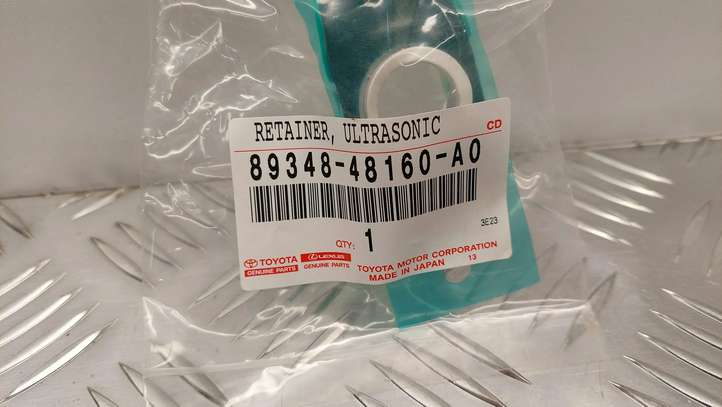 RETAINER, ULTRASONIC CD
89348-48160-A0
3E23
QTY: 1
TOYOTA LEXUS TOYOTA MOTOR CORPORATION
GENUINE PARTS GENUINE PARTS MADE IN JAPAN 13